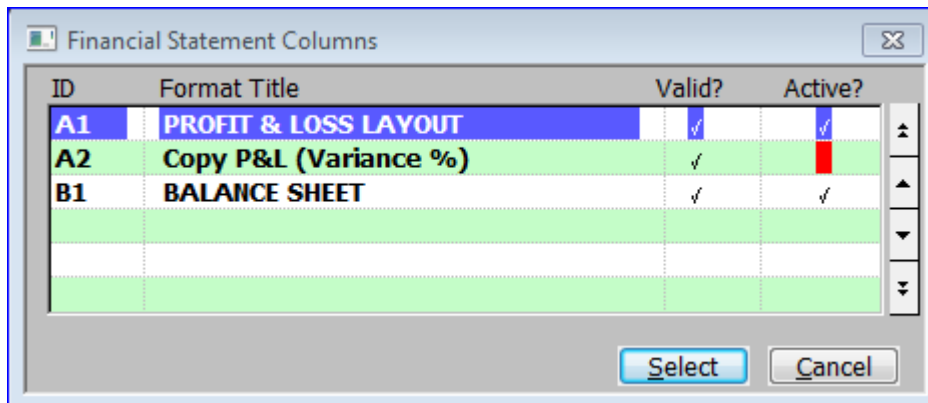 Financial Statement Columns
ID Format Title Valid? Active?
A1 PROFIT & LOSS LAYOUT √ √
A2 Copy P&L (Variance %) √
B1 BALANCE SHEET √ √
Select Cancel